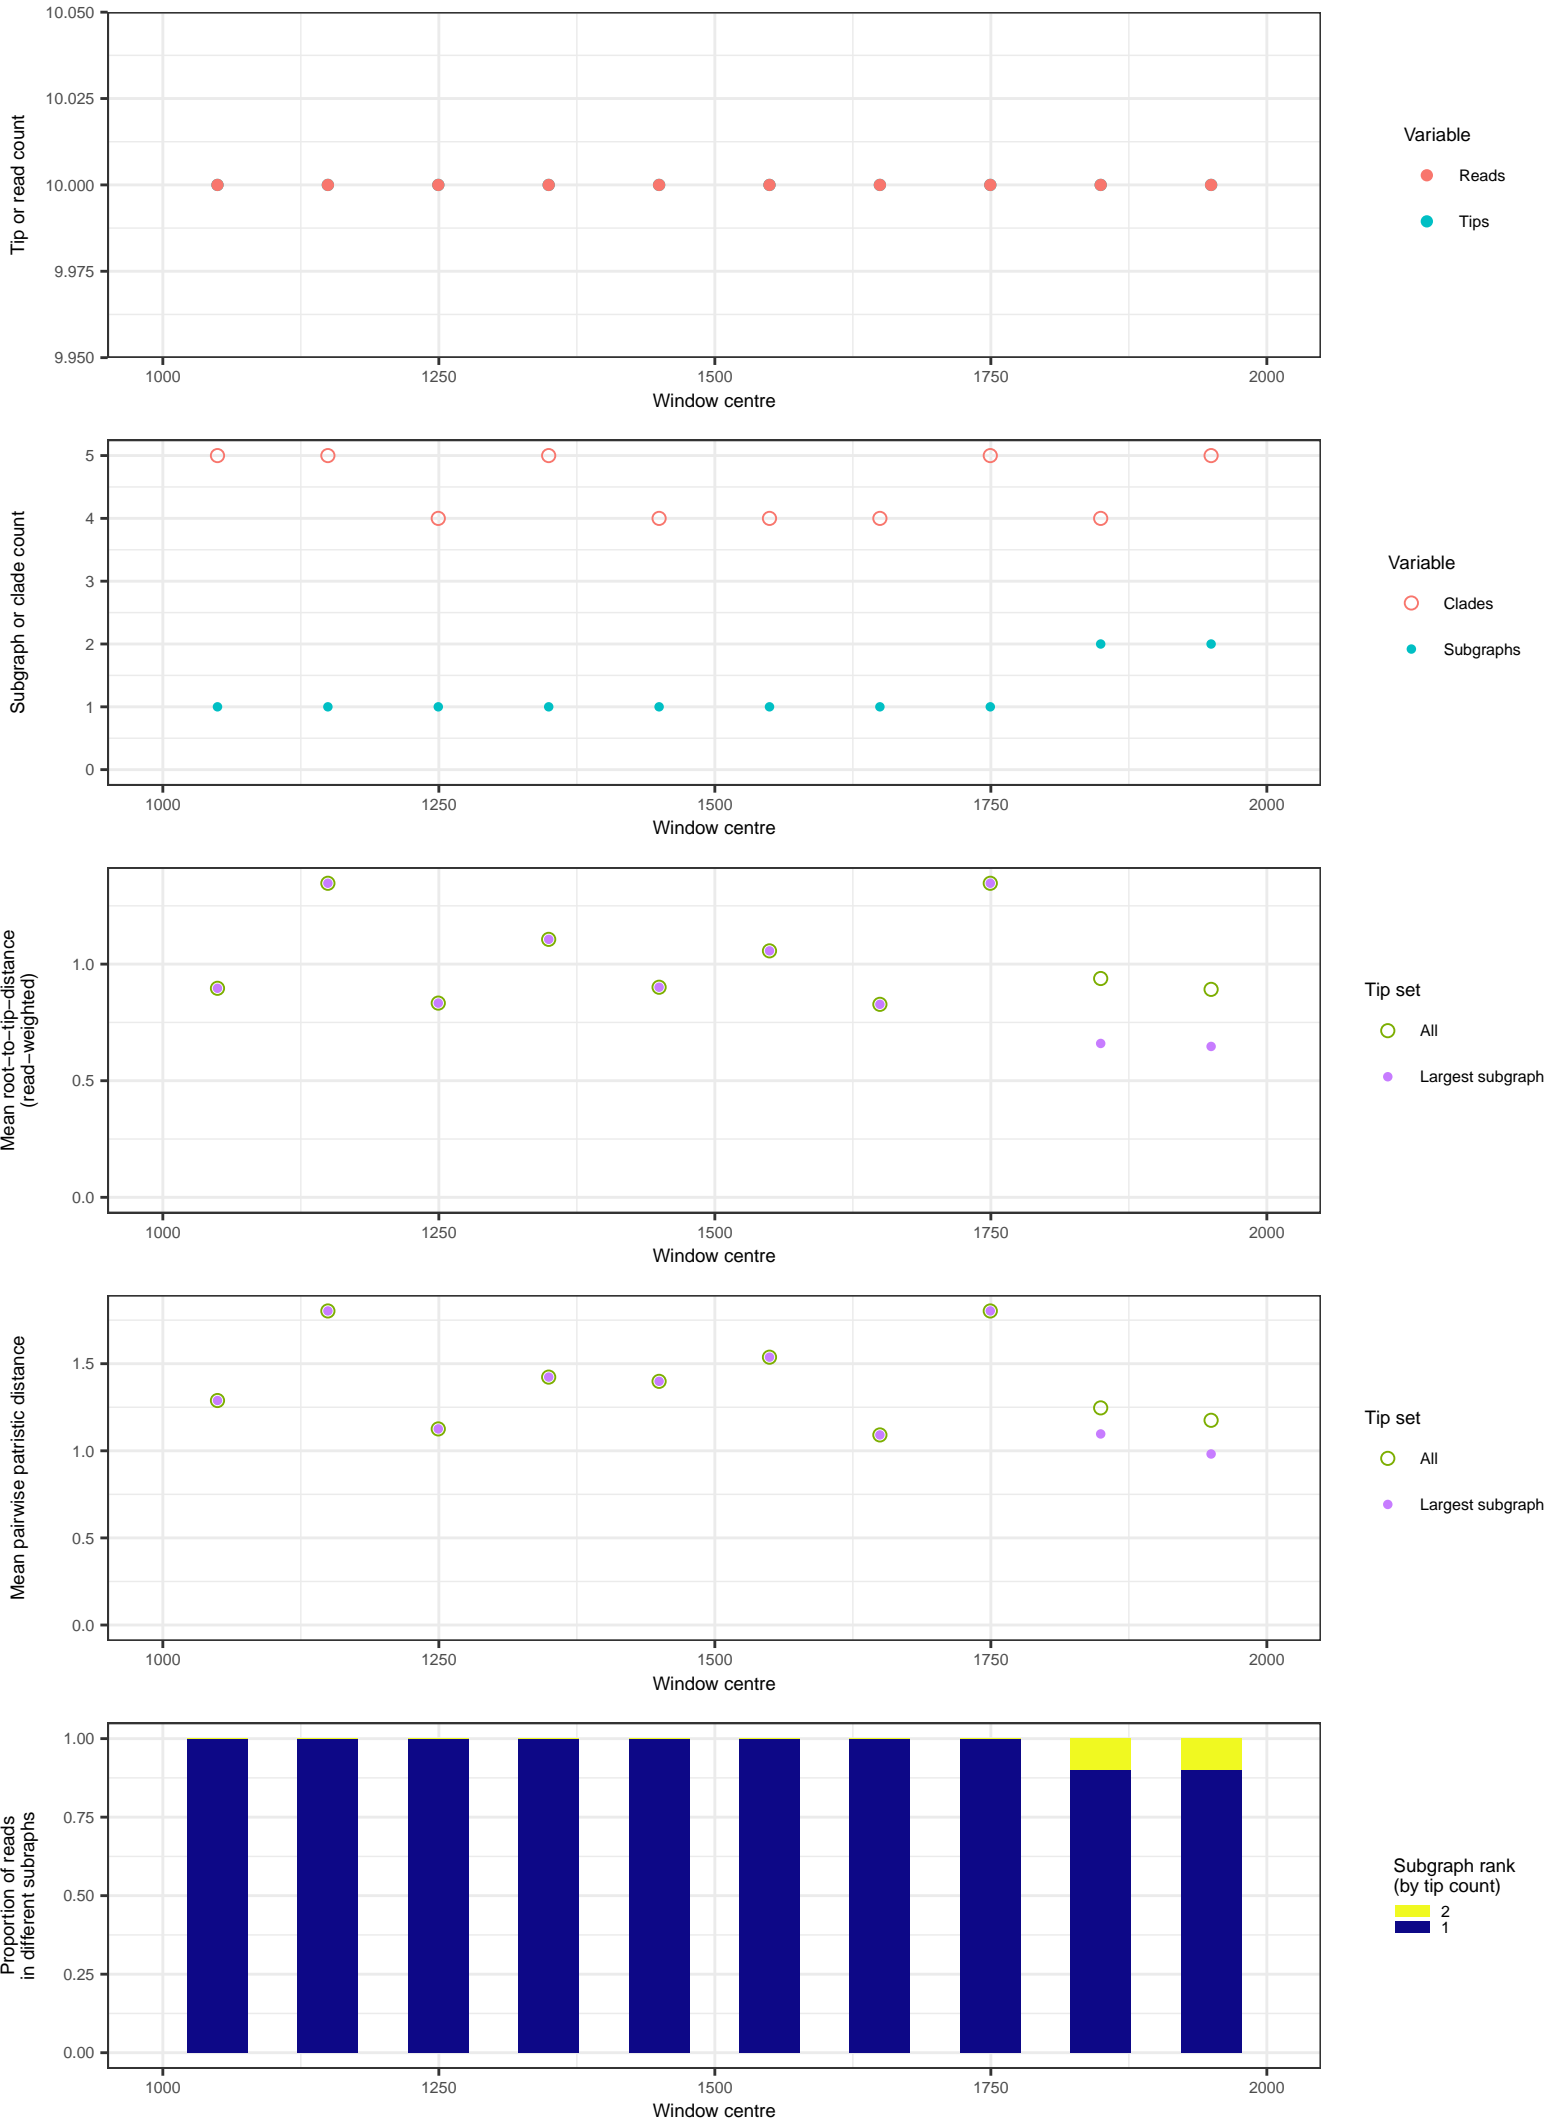 Tip or read count
10.050
10.025
10.000
9.975
9.950
1000 1250 1500 1750 2000
Window centre
Variable
Reads
Tips
Subgraph or clade count
5
4
3
2
1
0
1000 1250 1500 1750 2000
Window centre
Variable
Clades
Subgraphs
Mean root−to−tip−distance
(read−weighted)
1.0
0.5
0.0
1000 1250 1500 1750 2000
Window centre
Tip set
All
Largest subgraph
Mean pairwise patristic distance
1.5
1.0
0.5
0.0
1000 1250 1500 1750 2000
Window centre
Tip set
All
Largest subgraph
Proportion of reads
in different subraphs
1.00
0.75
0.50
0.25
0.00
1000 1250 1500 1750 2000
Window centre
Subgraph rank
(by tip count)
2
1